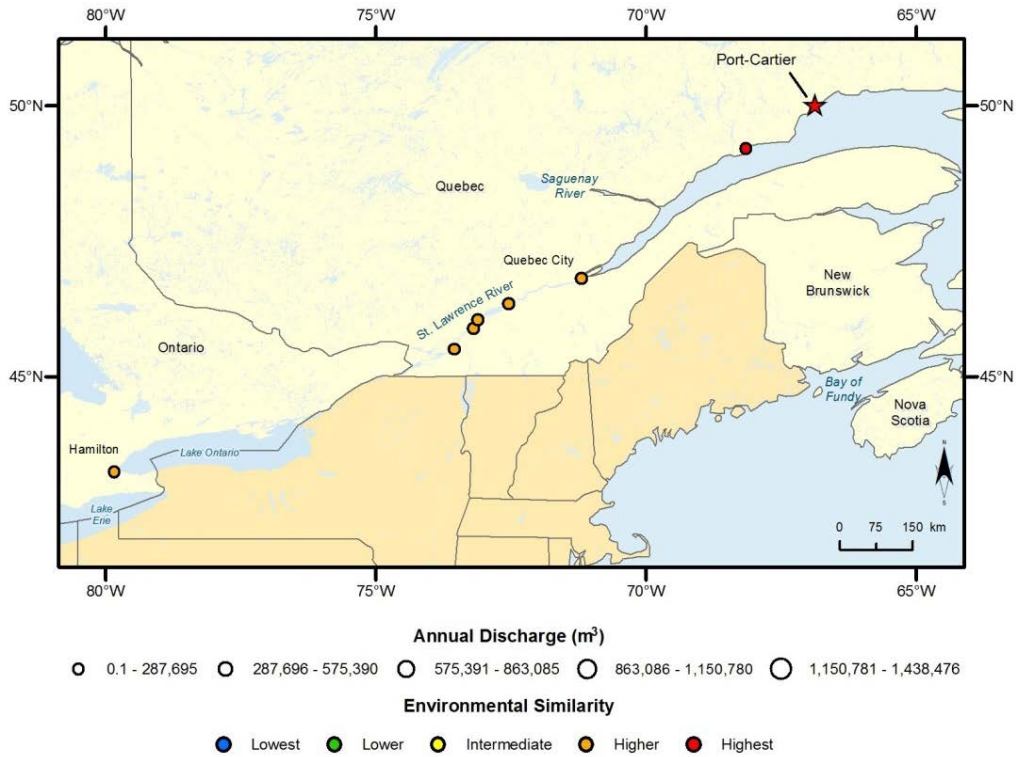 80°W 75°W 70°W 65°W
Port-Cartier
50°N 50°N
Quebec
Saguenay
River
Quebec City
New
Brunswick
St. Lawrence River
Ontario
45°N 45°N
Bay of
Fundy
Nova
Scotia
Hamilton
Lake Ontario
N
Lake
Erie
S
0 75 150 km
80°W 75°W 70°W 65°W
Annual Discharge (m³)
0.1 - 287,695 287,696 - 575,390 575,391 - 863,085 863,086 - 1,150,780 1,150,781 - 1,438,476
Environmental Similarity
Lowest Lower Intermediate Higher Highest